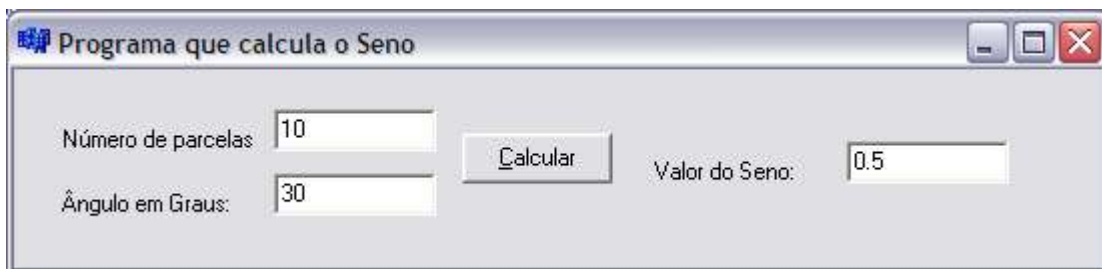 Programa que calcula o Seno
Número de parcelas 10
Calcular
Valor do Seno: 0.5
Ângulo em Graus: 30